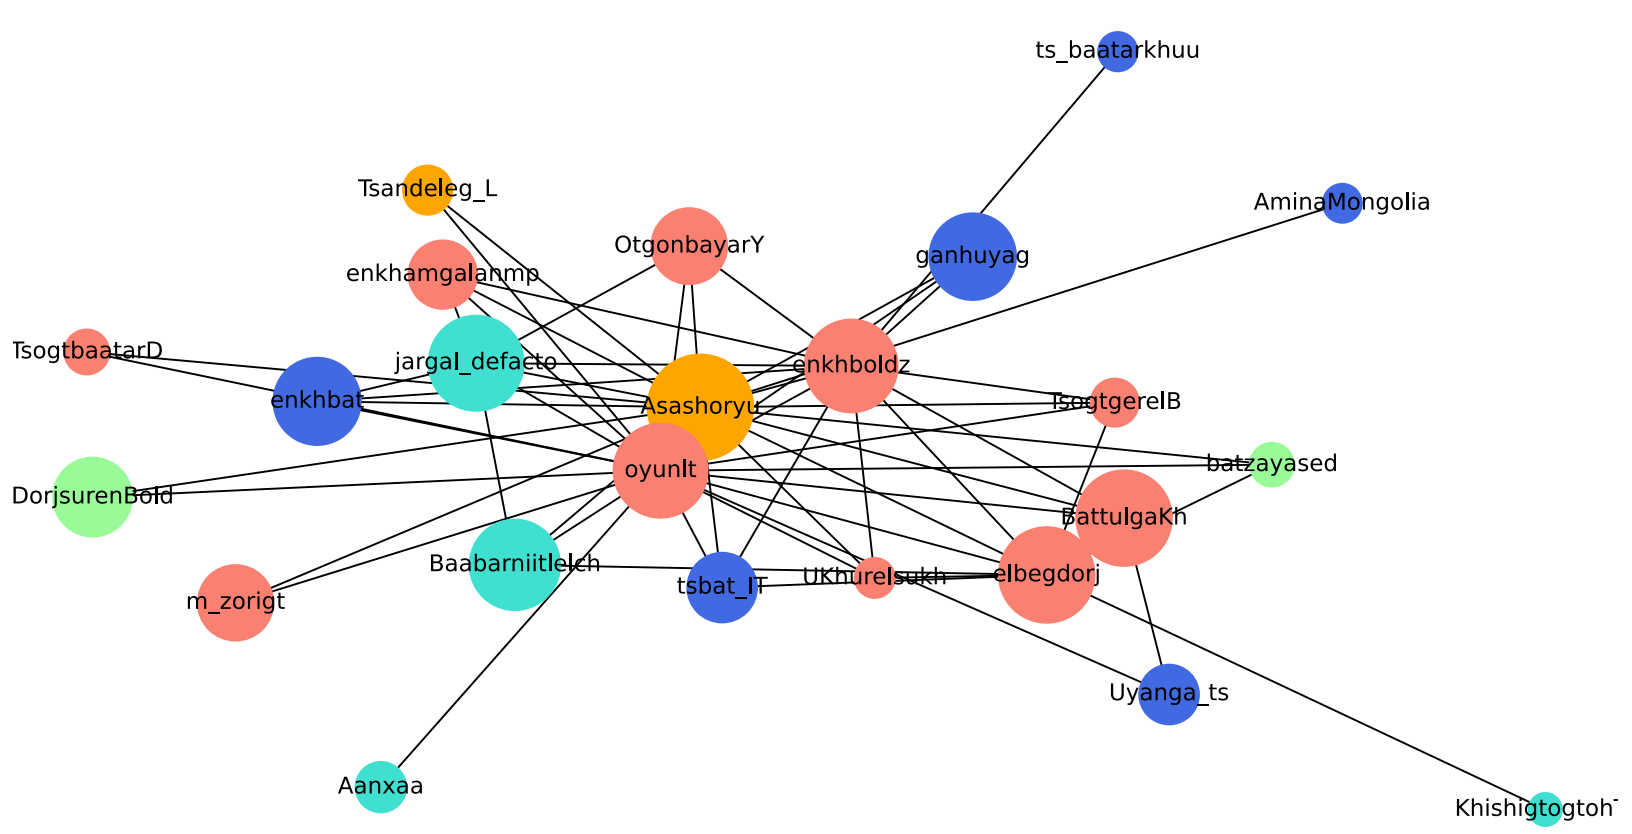 ts_baatarkhuu
Tsandeleg_L
AminaMongolia
OtgonbayarY
ganhuyag
enkhamgalanmp
TsogtbaatarD
jargal_defacto
enkhboldz
enkhbat
Asashoryu
TsogtgerelB
oyunlt
batzayased
DorjsurenBold
BattulgaKh
Baabarniitlelch
tsbat_IT
UKhurelsukh
elbegdorj
m_zorigt
Uyanga_ts
Aanxaa
Khishigtogtoh